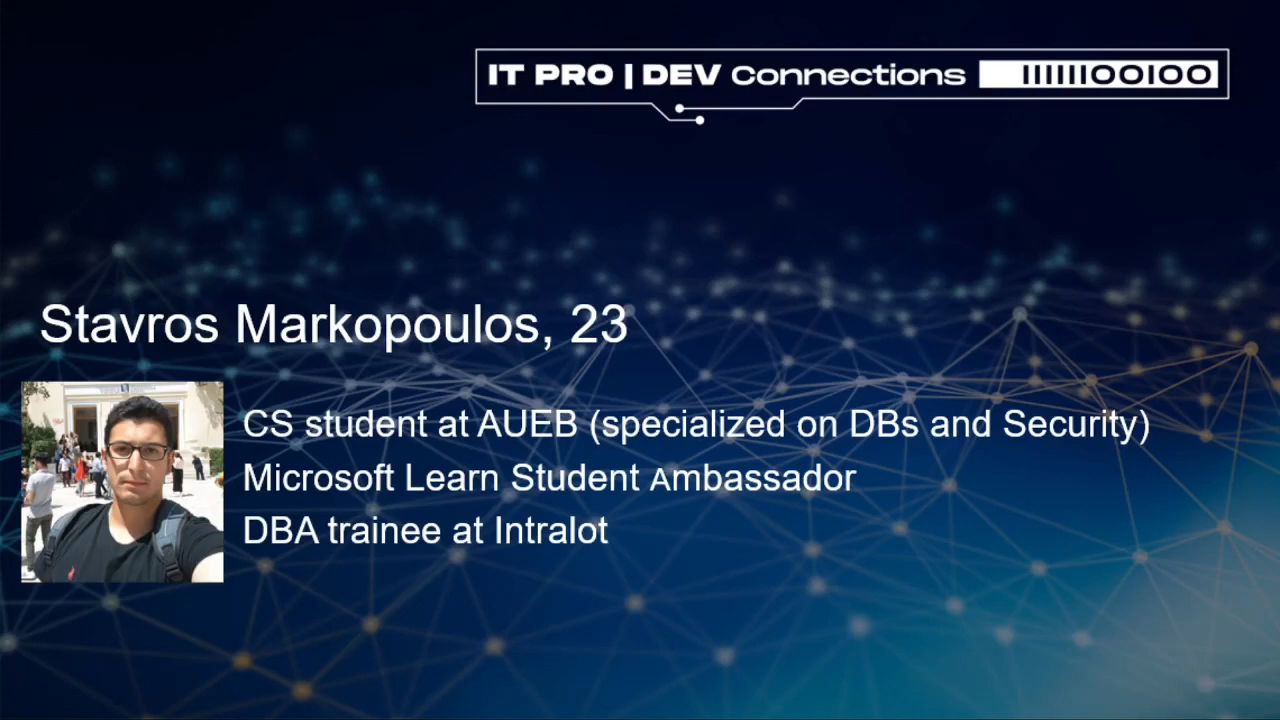 IT PRO | DEV Connections 11111100100
Stavros Markopoulos, 23
CS student at AUEB (specialized on DBs and Security)
Microsoft Learn Student Ambassador
DBA trainee at Intralot